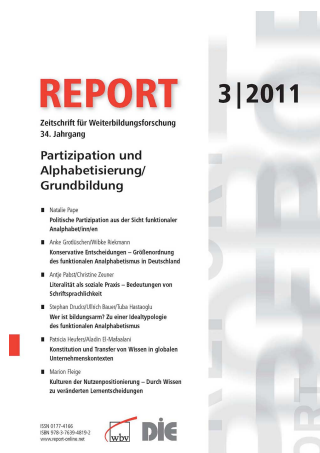 REPORT
3|2011
Zeitschrift für Weiterbildungsforschung
34. Jahrgang
Partizipation und
Alphabetisierung/
Grundbildung
Natalie Pape
Politische Partizipation aus der Sicht funktionaler
Analphabet/inn/en
Anke Grotlüschen/Wibke Riekmann
Konservative Entscheidungen – Größenordnung
des funktionalen Analphabetismus in Deutschland
Antje Pabst/Christine Zeuner
Literalität als soziale Praxis – Bedeutungen von
Schriftsprachlichkeit
Stephan Drucks/Ullrich Bauer/Tuba Hastaoglu
Wer ist bildungsarm? Zu einer Idealtypologie
des funktionalen Analphabetismus
Patricia Heufers/Aladin El-Mafaalani
Konstitution und Transfer von Wissen in globalen
Unternehmenskontexten
Marion Fleige
Kulturen der Nutzenpositionierung – Durch Wissen
zu veränderten Lernentscheidungen
ISSN 0177-4166
ISBN 978-3-7639-4819-2
www.report-online.net
wbv
DIE
REPORT